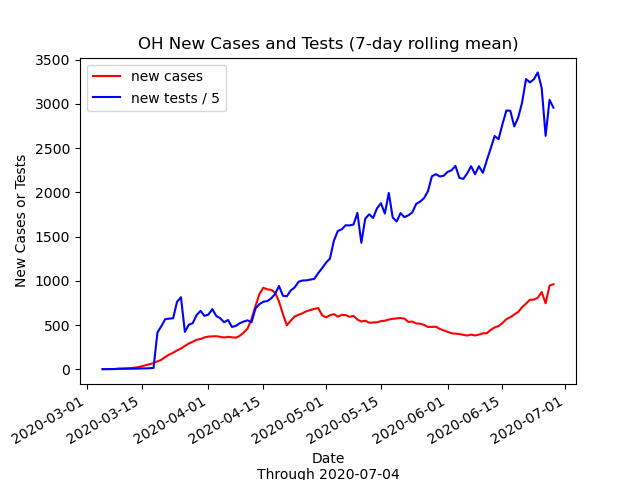 OH New Cases and Tests (7-day rolling mean)
new cases
new tests / 5
New Cases or Tests
3500
3000
2500
2000
1500
1000
500
0
2020-03-01
2020-03-15
2020-04-01
2020-04-15
2020-05-01
2020-05-15
2020-06-01
2020-06-15
2020-07-01
Date
Through 2020-07-04